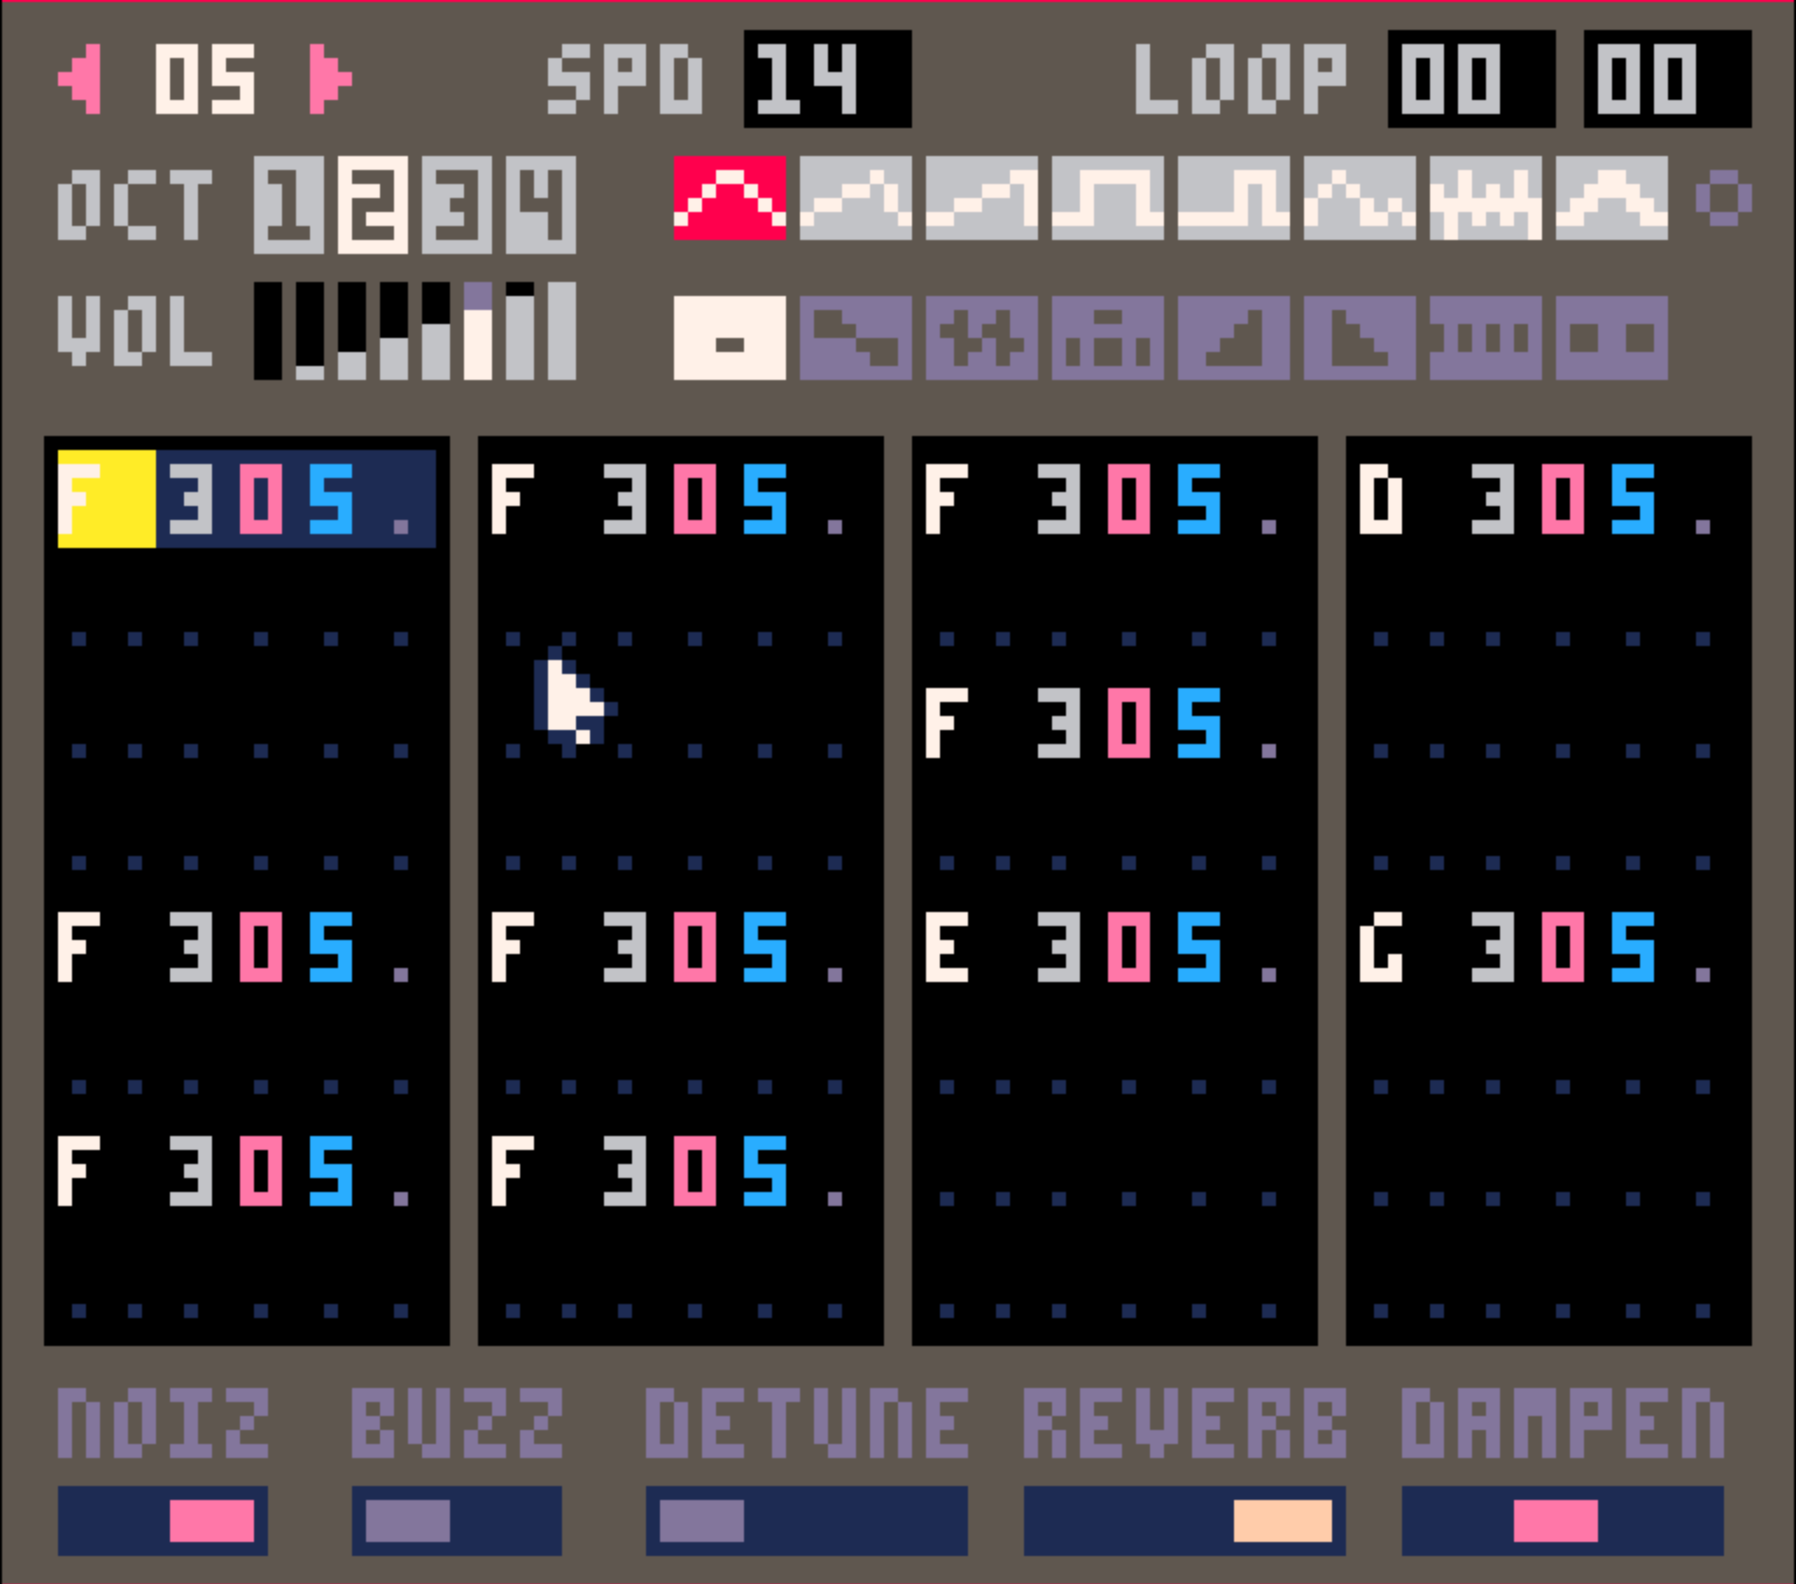 05 SPD 14 LOOP 00 00
OCT 1 2 3 4
VOL
F 305. F 305. F 305. D 305.
F 305.
F 305. F 305. E 305. G 305.
F 305. F 305.
NOIZ BUZZ DETUNE REVERB DAMPEN